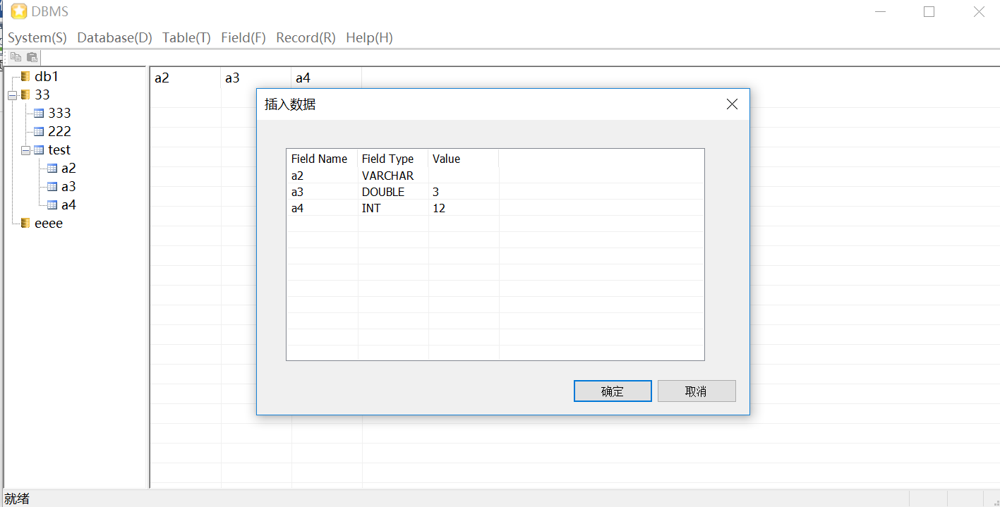 DBMS
System(S) Database(D) Table(T) Field(F) Record(R) Help(H)
db1
33
333
222
test
a2
a3
a4
eeee
a2 a3 a4
插入数据
Field Name Field Type Value
a2 VARCHAR
a3 DOUBLE 3
a4 INT 12
确定 取消
就绪